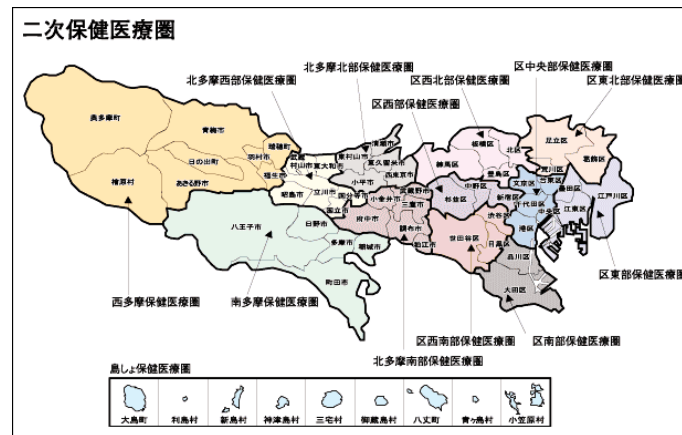 二次保健医療圏
北多摩西部保健医療圏
北多摩北部保健医療圏
区西部保健医療圏
区西北部保健医療圏
区中央部保健医療圏
区東北部保健医療圏
奥多摩町
青梅市
瑞穂町
日の出町
羽村市
福生市
檜原村
あきる野市
武蔵
村山市
東大和市
東村山市
清瀬市
東久留米市
西東京市
小平市
昭島市
立川市
国分寺市
国立市
小金井市
武蔵野市
三鷹市
府中市
調布市
狛江市
八王子市
日野市
多摩市
稲城市
町田市
板橋区
北区
練馬区
豊島区
足立区
葛飾区
荒川区
中野区
杉並区
新宿区
文京区
台東区
千代田区
中央区
墨田区
江東区
江戸川区
渋谷区
港区
世田谷区
目黒区
品川区
大田区
西多摩保健医療圏
南多摩保健医療圏
北多摩南部保健医療圏
区西南部保健医療圏
区南部保健医療圏
区東部保健医療圏
島しょ保健医療圏
大島町
利島村
新島村
神津島村
三宅村
御蔵島村
八丈町
青ヶ島村
小笠原村